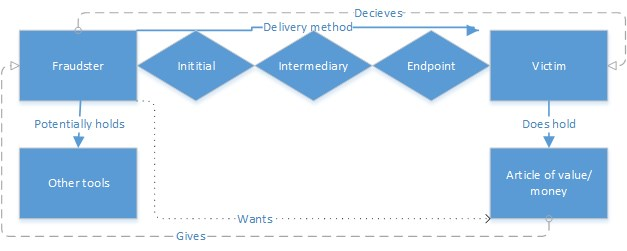 Decieves
Delivery method
Fraudster
Inititial
Intermediary
Endpoint
Victim
Potentially holds
Does hold
Other tools
Article of value/
money
Wants
Gives